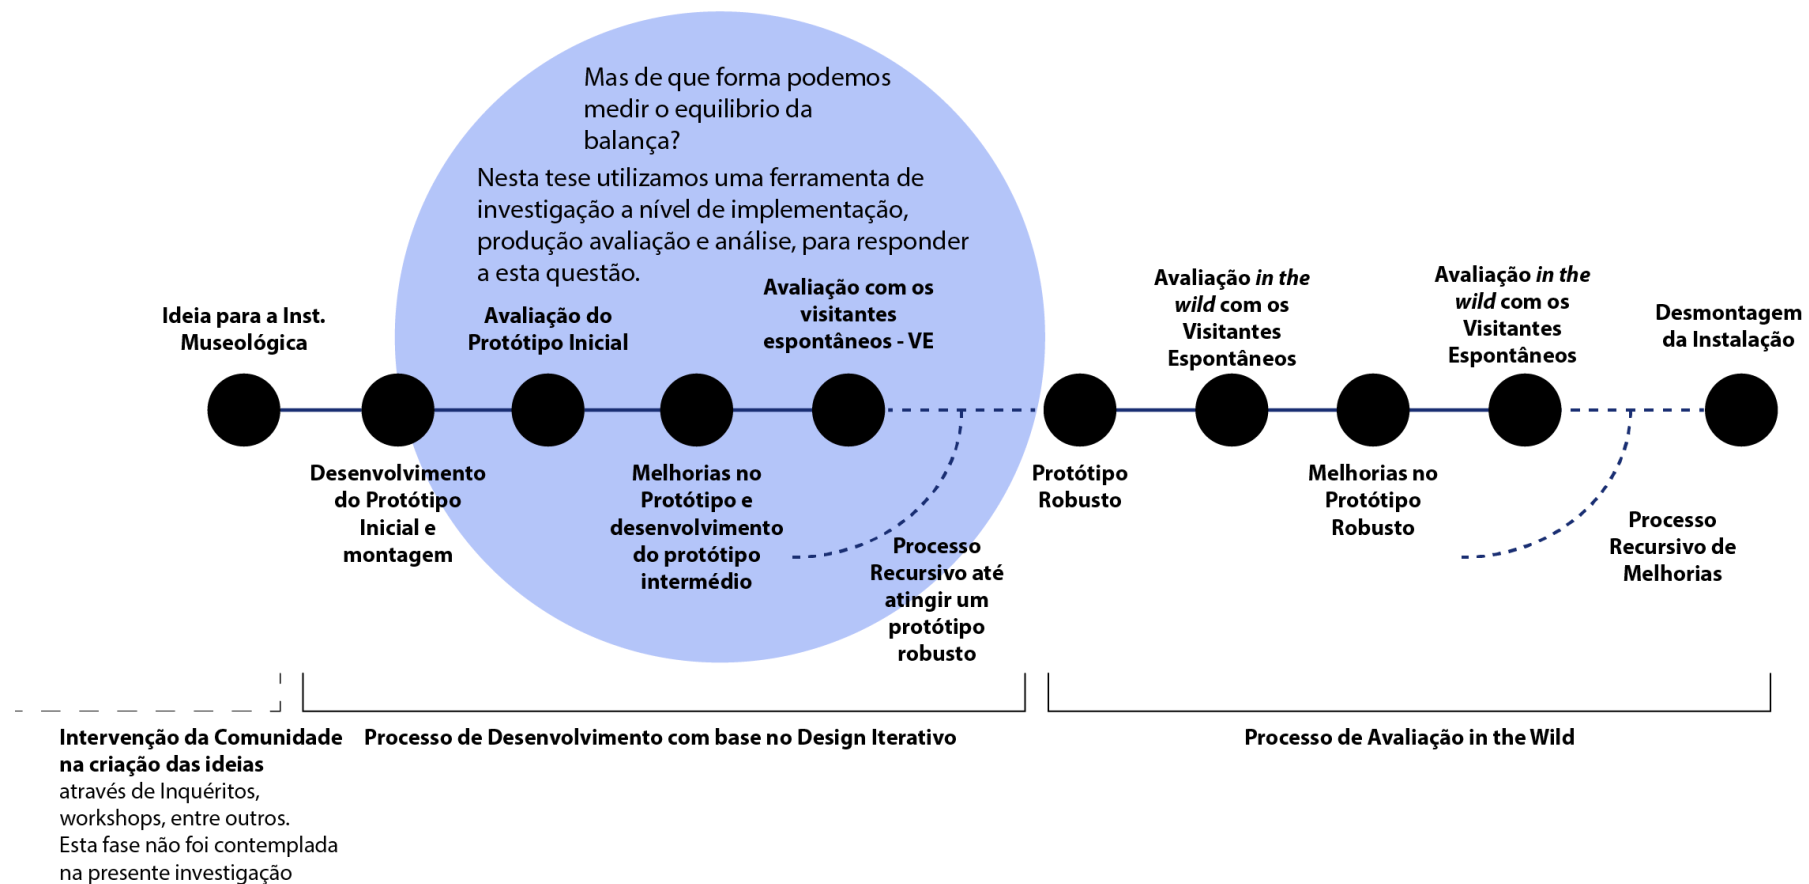 Mas de que forma podemos
medir o equilibrio da
balança?
Nesta tese utilizamos uma ferramenta de
investigação a nível de implementação,
produção avaliação e análise, para responder
a esta questão.
Ideia para a Inst.
Museológica
Avaliação do
Protótipo Inicial
Avaliação com os
visitantes
espontâneos - VE
Avaliação in the
wild com os
Visitantes
Espontâneos
Avaliação in the
wild com os
Visitantes
Espontâneos
Desmontagem
da Instalação
Desenvolvimento
do Protótipo
Inicial e
montagem
Melhorias no
Protótipo e
desenvolvimento
do protótipo
intermédio
Processo
Recursivo até
atingir um
protótipo
robusto
Protótipo
Robusto
Melhorias no
Protótipo
Robusto
Processo
Recursivo de
Melhorias
Intervenção da Comunidade
na criação das ideias
através de Inquéritos,
workshops, entre outros.
Esta fase não foi contemplada
na presente investigação
Processo de Desenvolvimento com base no Design Iterativo
Processo de Avaliação in the Wild